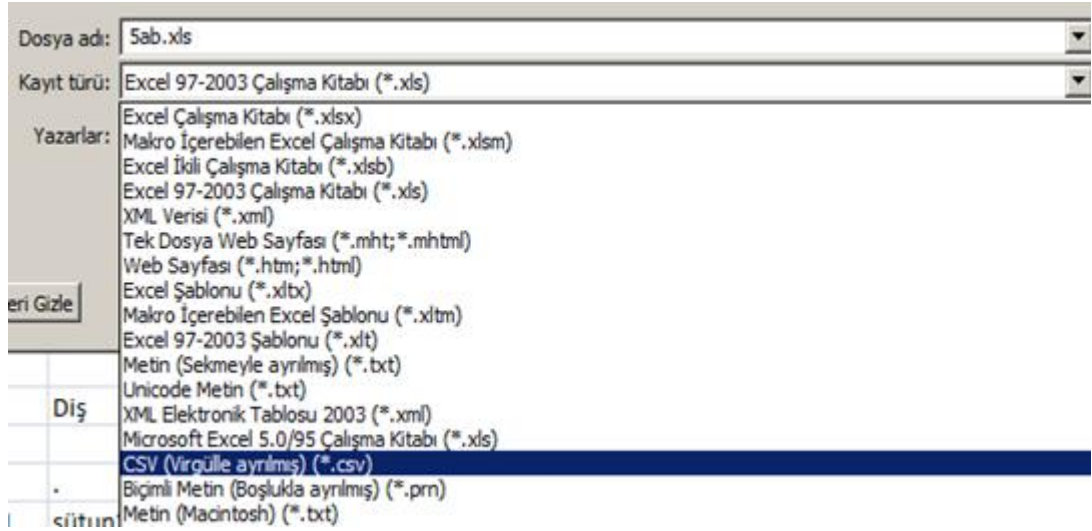 Dosya adı: 5ab.xls
Kayıt türü: Excel 97-2003 Çalışma Kitabı (*.xls)
Excel Çalışma Kitabı (*.xlsx)
Yazarlar: Makro İçerebilen Excel Çalışma Kitabı (*.xlsm)
Excel İkili Çalışma Kitabı (*.xlsb)
Excel 97-2003 Çalışma Kitabı (*.xls)
XML Verisi (*.xml)
Tek Dosya Web Sayfası (*.mht;*.mhtml)
Web Sayfası (*.htm;*.html)
Excel Şablonu (*.xltx)
eri Gizle
Makro İçerebilen Excel Şablonu (*.xltm)
Excel 97-2003 Şablonu (*.xlt)
Metin (Sekmeyle ayrılmış) (*.txt)
Unicode Metin (*.txt)
Diş
XML Elektronik Tablosu 2003 (*.xml)
Microsoft Excel 5.0/95 Çalışma Kitabı (*.xls)
CSV (Virgülle ayrılmış) (*.csv)
. Biçimli Metin (Boşlukla ayrılmış) (*.prn)
sütun Metin (Macintosh) (*.txt)